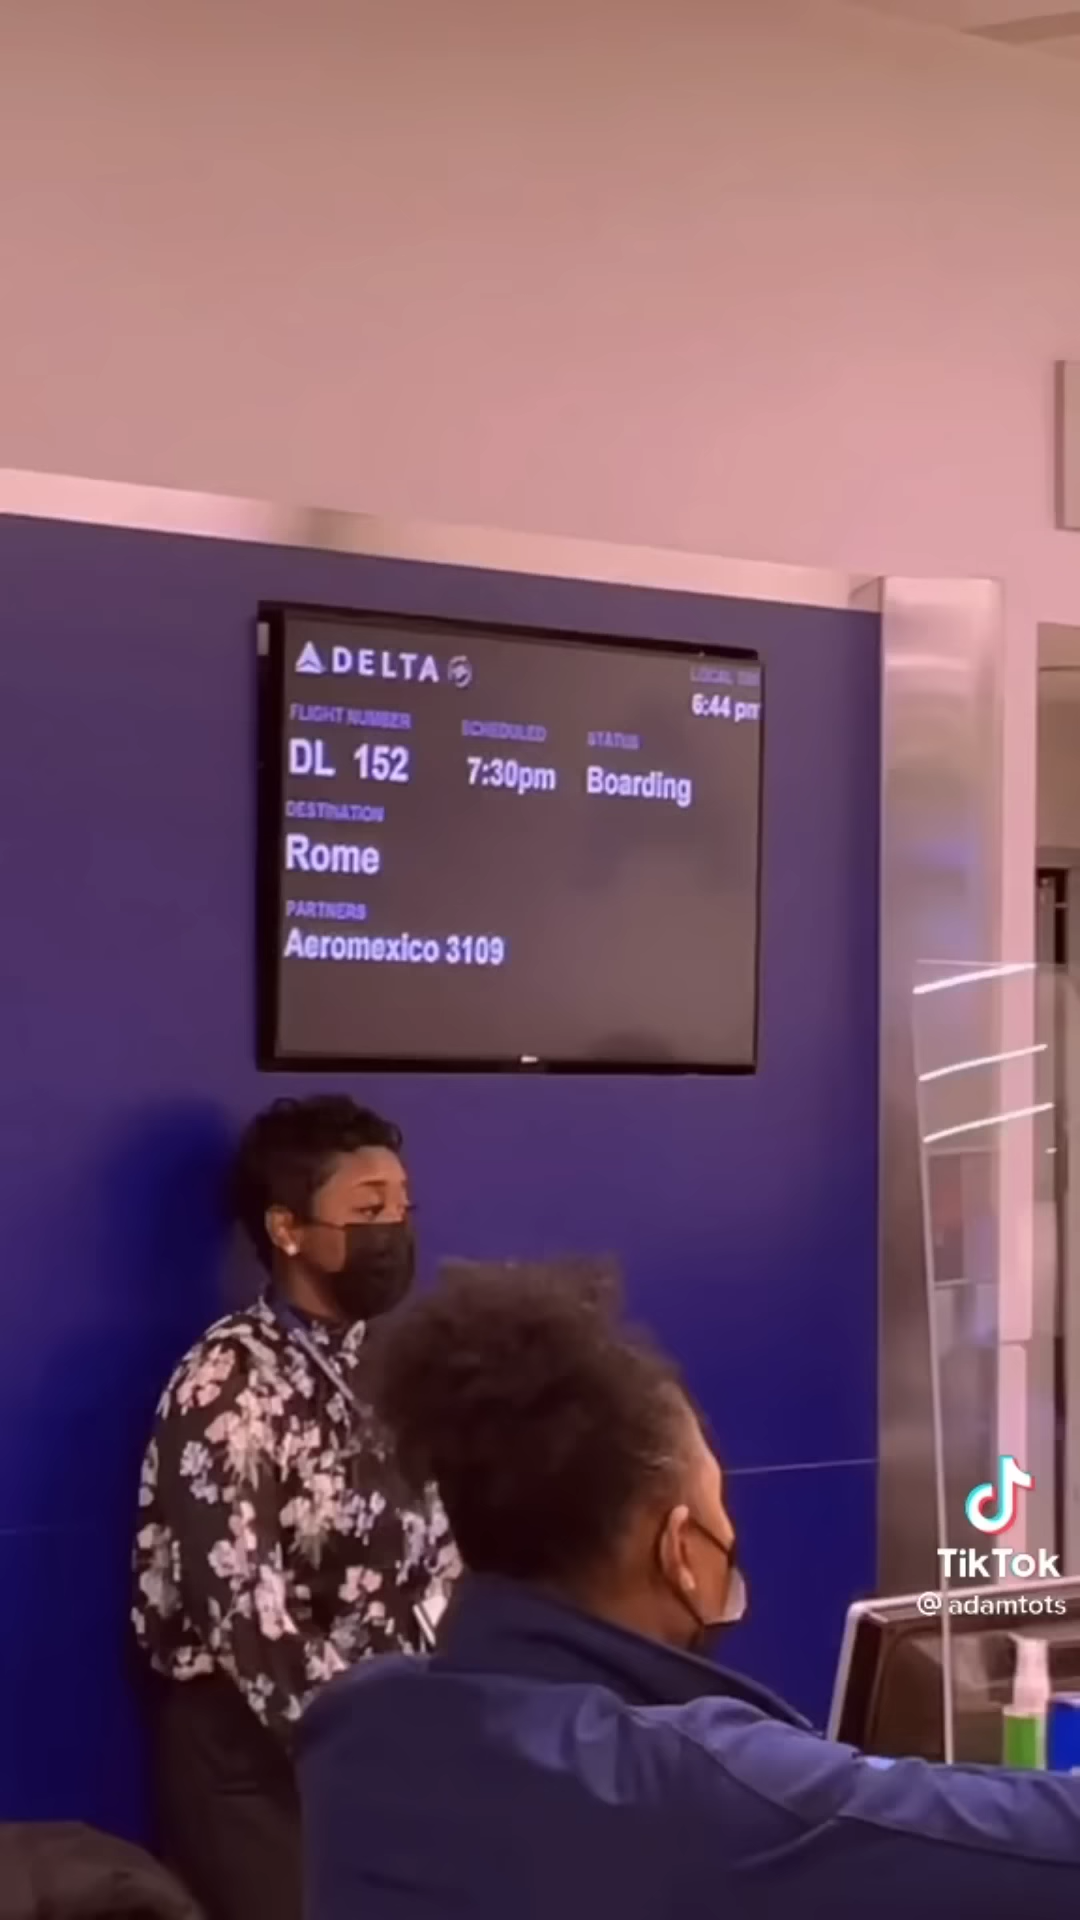 DELTA
LOCAL
6:44 pm
FLIGHT NUMBER SCHEDULED STATUS
DL 152 7:30pm Boarding
DESTINATION
Rome
PARTNERS
Aeromexico 3109
TikTok
@adamtots